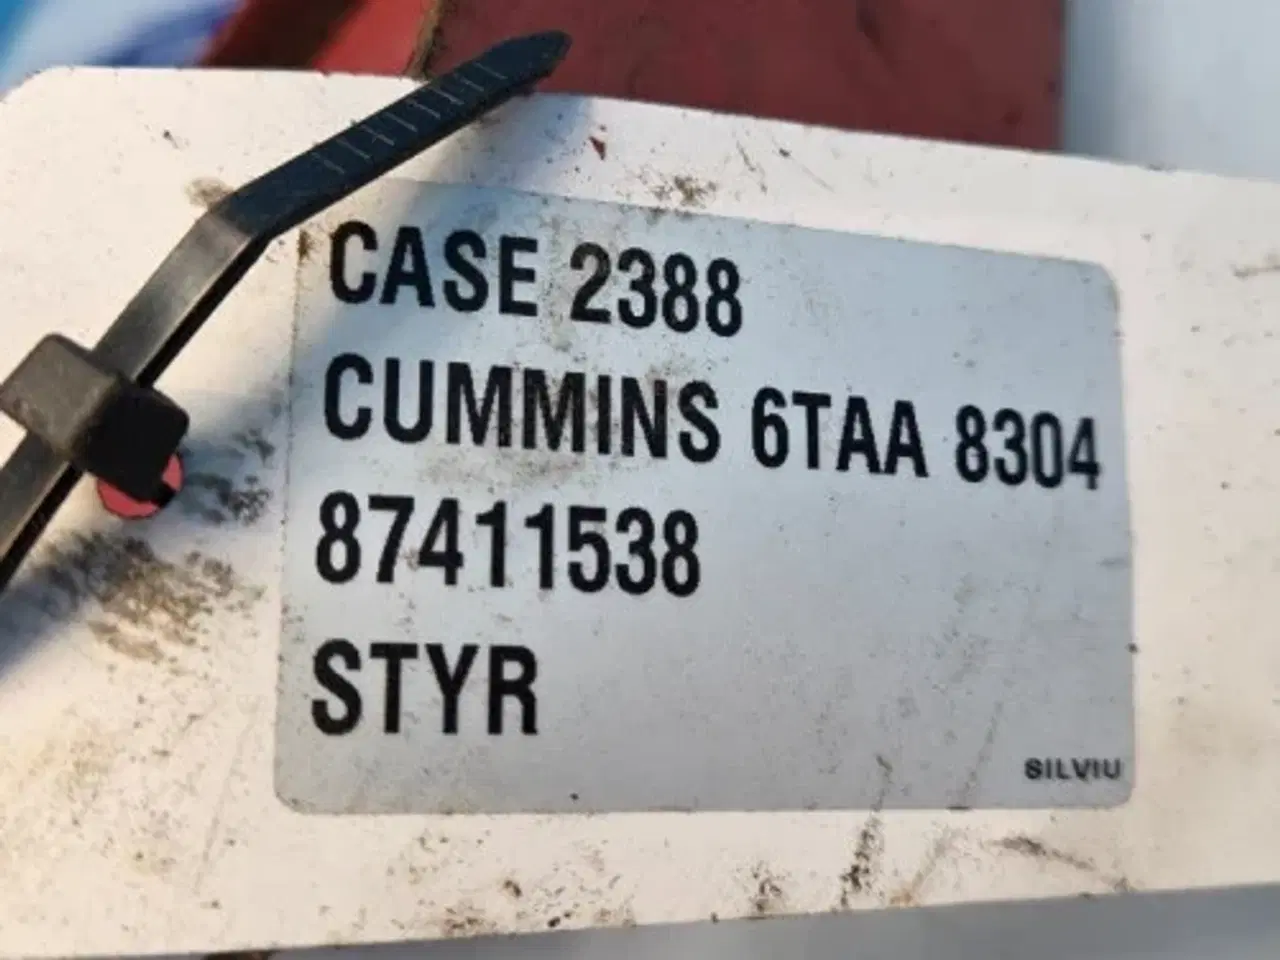 CASE 2388
CUMMINS 6TAA 8304
87411538
STYR
SILVIU